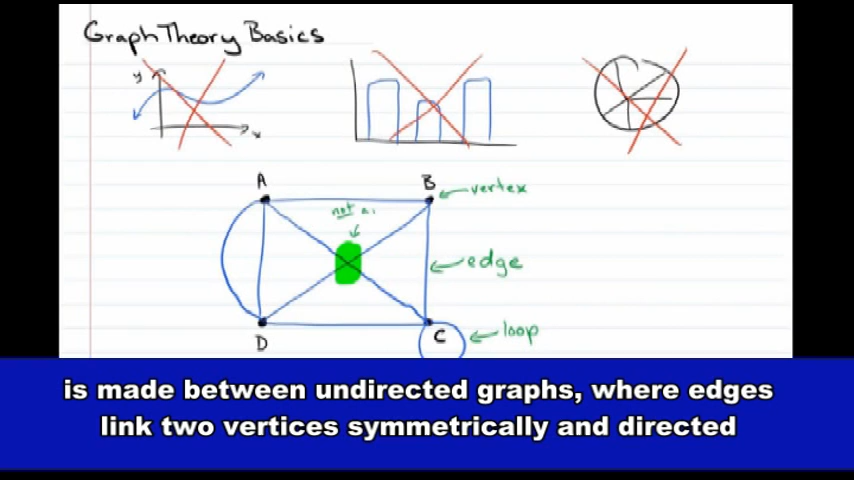 Graph Theory Basics
y
x
A
B
vertex
not a
edge
loop
D
C
is made between undirected graphs, where edges
link two vertices symmetrically and directed